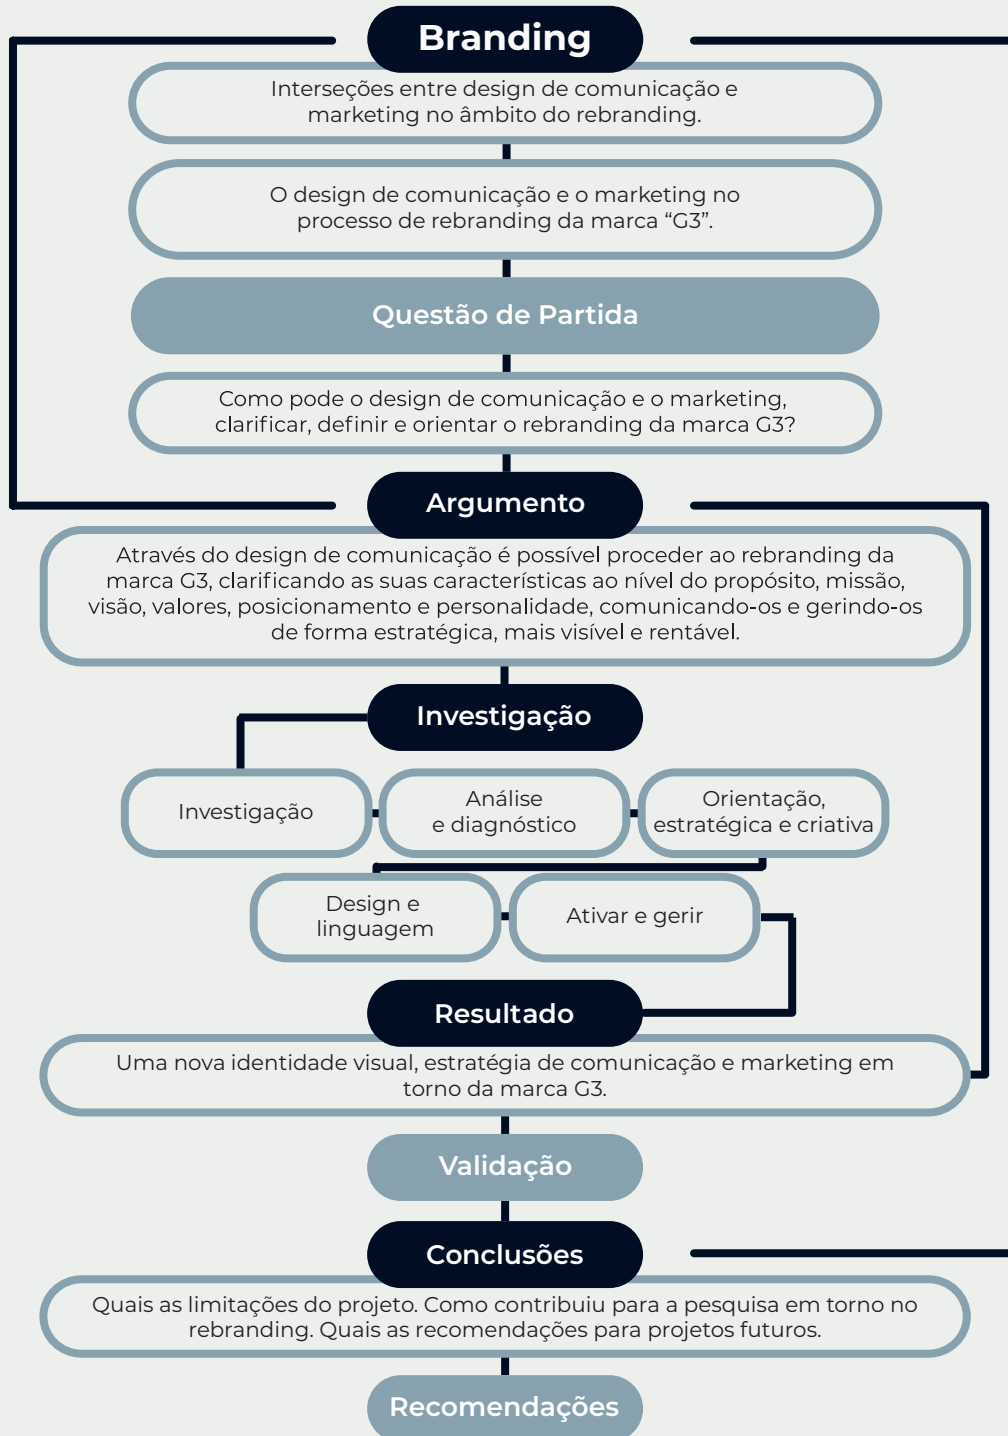 Branding
Interseções entre design de comunicação e
marketing no âmbito do rebranding.
O design de comunicação e o marketing no
processo de rebranding da marca “G3”.
Questão de Partida
Como pode o design de comunicação e o marketing,
clarificar, definir e orientar o rebranding da marca G3?
Argumento
Através do design de comunicação é possível proceder ao rebranding da
marca G3, clarificando as suas características ao nível do propósito, missão,
visão, valores, posicionamento e personalidade, comunicando-os e gerindo-os
de forma estratégica, mais visível e rentável.
Investigação
Investigação
Análise
e diagnóstico
Orientação,
estratégica e criativa
Design e
linguagem
Ativar e gerir
Resultado
Uma nova identidade visual, estratégia de comunicação e marketing em
torno da marca G3.
Validação
Conclusões
Quais as limitações do projeto. Como contribuiu para a pesquisa em torno no
rebranding. Quais as recomendações para projetos futuros.
Recomendações